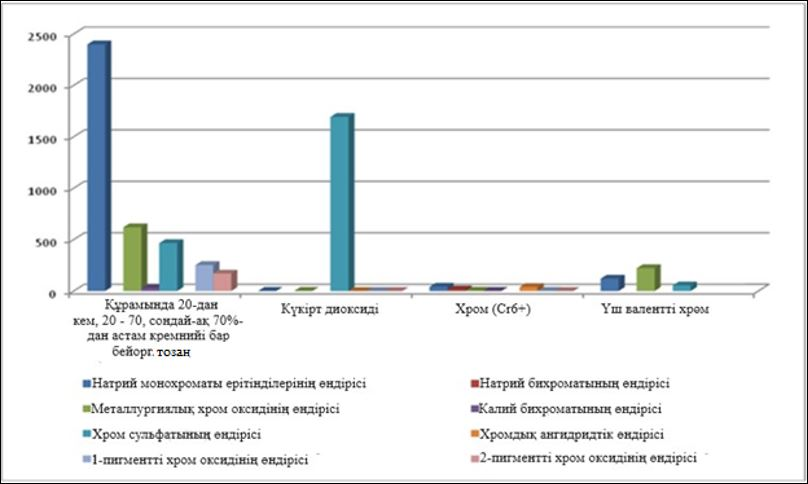 2500
2000
1500
1000
500
0
Құрамында 20-дан
кем, 20 - 70, сондай-ақ 70%-
дан астам кремнийі бар
бейорг. тозаң
Күкірт диоксиді
Хром (Cr6+)
Үш валентті хрөм
Натрий монохроматы ерітінділерінің өндірісі
Натрий бихроматының өндірісі
Металлургиялық хром оксидінің өндірісі
Калий бихроматының өндірісі
Хром сульфатының өндірісі
Хромдық ангидридтік өндірісі
1-пигментті хром оксидінің өндірісі
2-пигментті хром оксидінің өндірісі